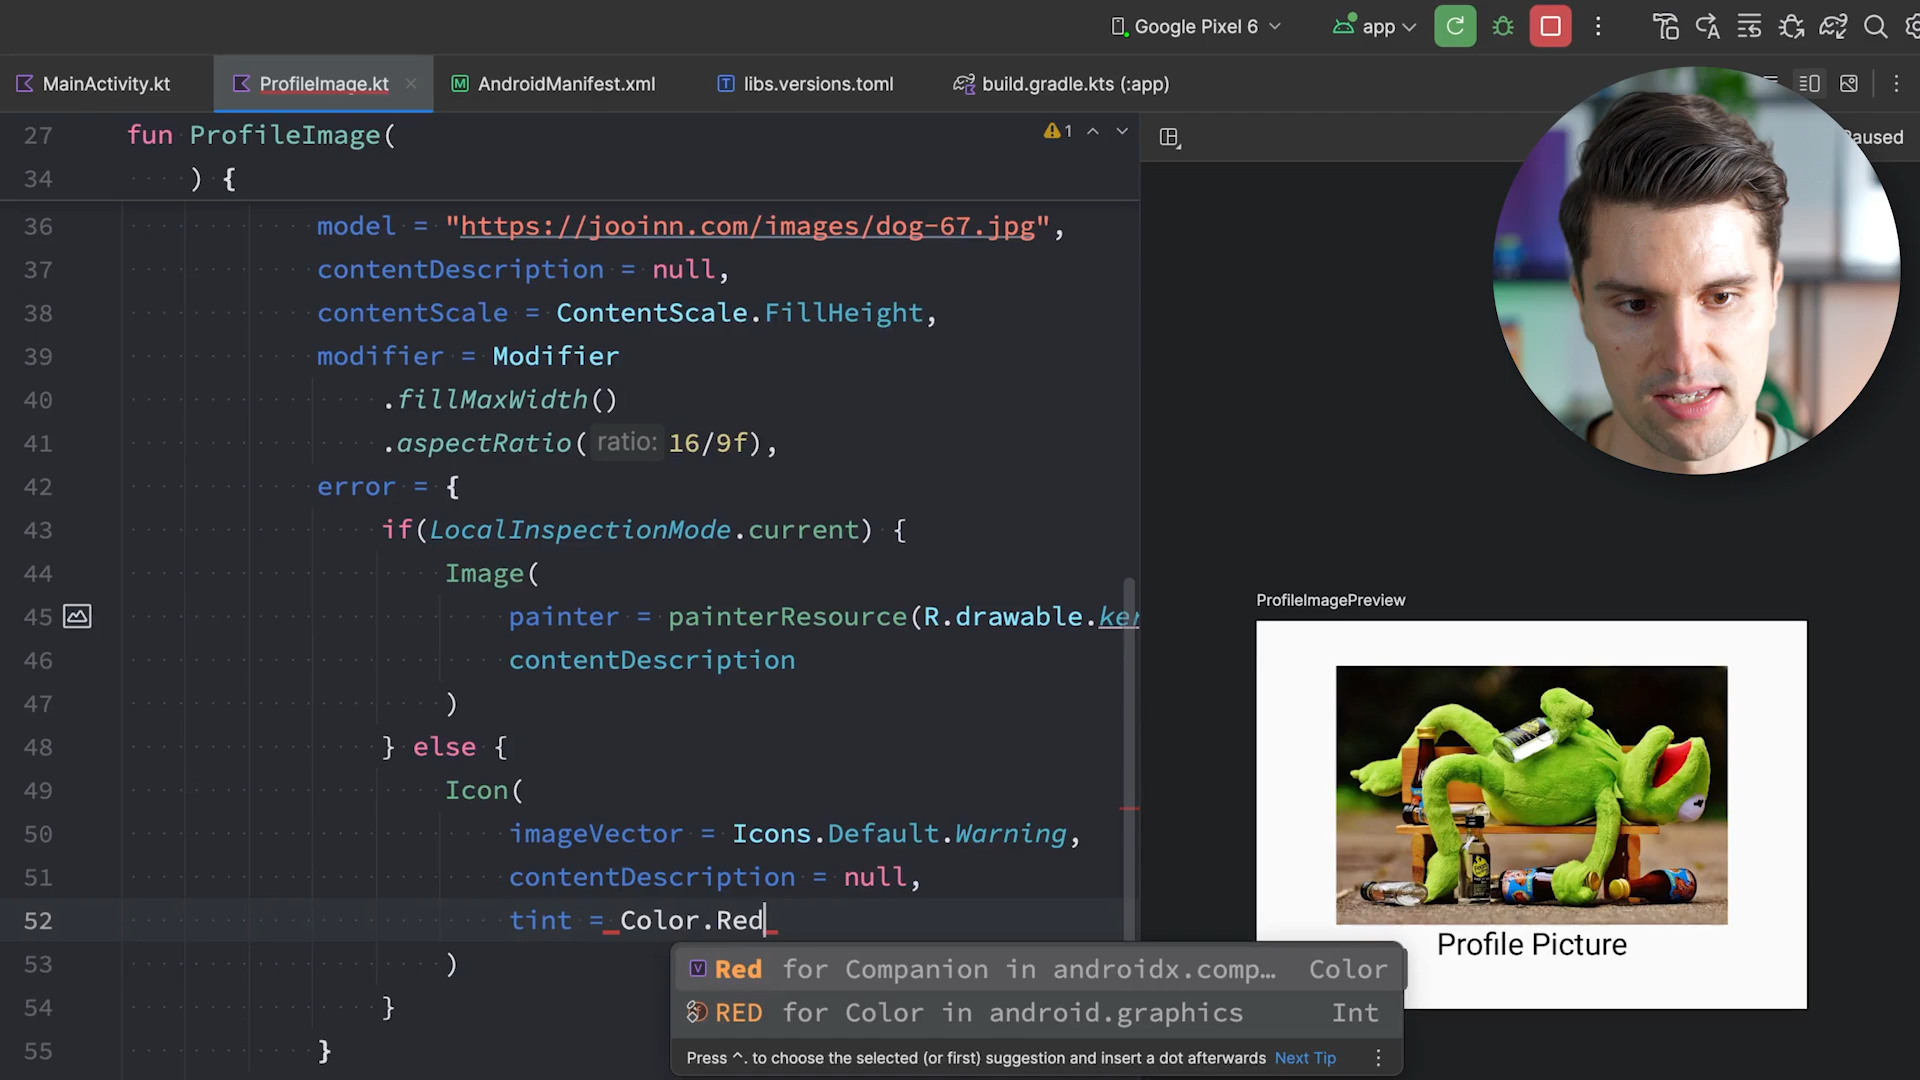 Google Pixel 6
app
MainActivity.kt
ProfileImage.kt
AndroidManifest.xml
libs.versions.toml
build.gradle.kts (:app)
27 fun ProfileImage(
1
34 ) {
36 model = "https://jooinn.com/images/dog-67.jpg",
37 contentDescription = null,
38 contentScale = ContentScale.FillHeight,
39 modifier = Modifier
40 .fillMaxWidth()
41 .aspectRatio( ratio: 16/9f),
42 error = {
43 if(LocalInspectionMode.current) {
44 Image(
45 painter = painterResource(R.drawable.ker
46 contentDescription
47 )
48 } else {
49 Icon(
50 imageVector = Icons.Default.Warning,
51 contentDescription = null,
52 tint = Color.Red
53 )
54 }
55 }
Red for Companion in androidx.comp... Color
RED for Color in android.graphics Int
Press ^. to choose the selected (or first) suggestion and insert a dot afterwards Next Tip
ProfileImagePreview
Profile Picture